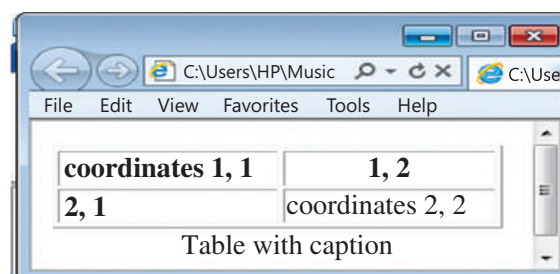 C:\Users\HP\Music C:\Use
File Edit View Favorites Tools Help
coordinates 1, 1 1, 2
2, 1 coordinates 2, 2
Table with caption